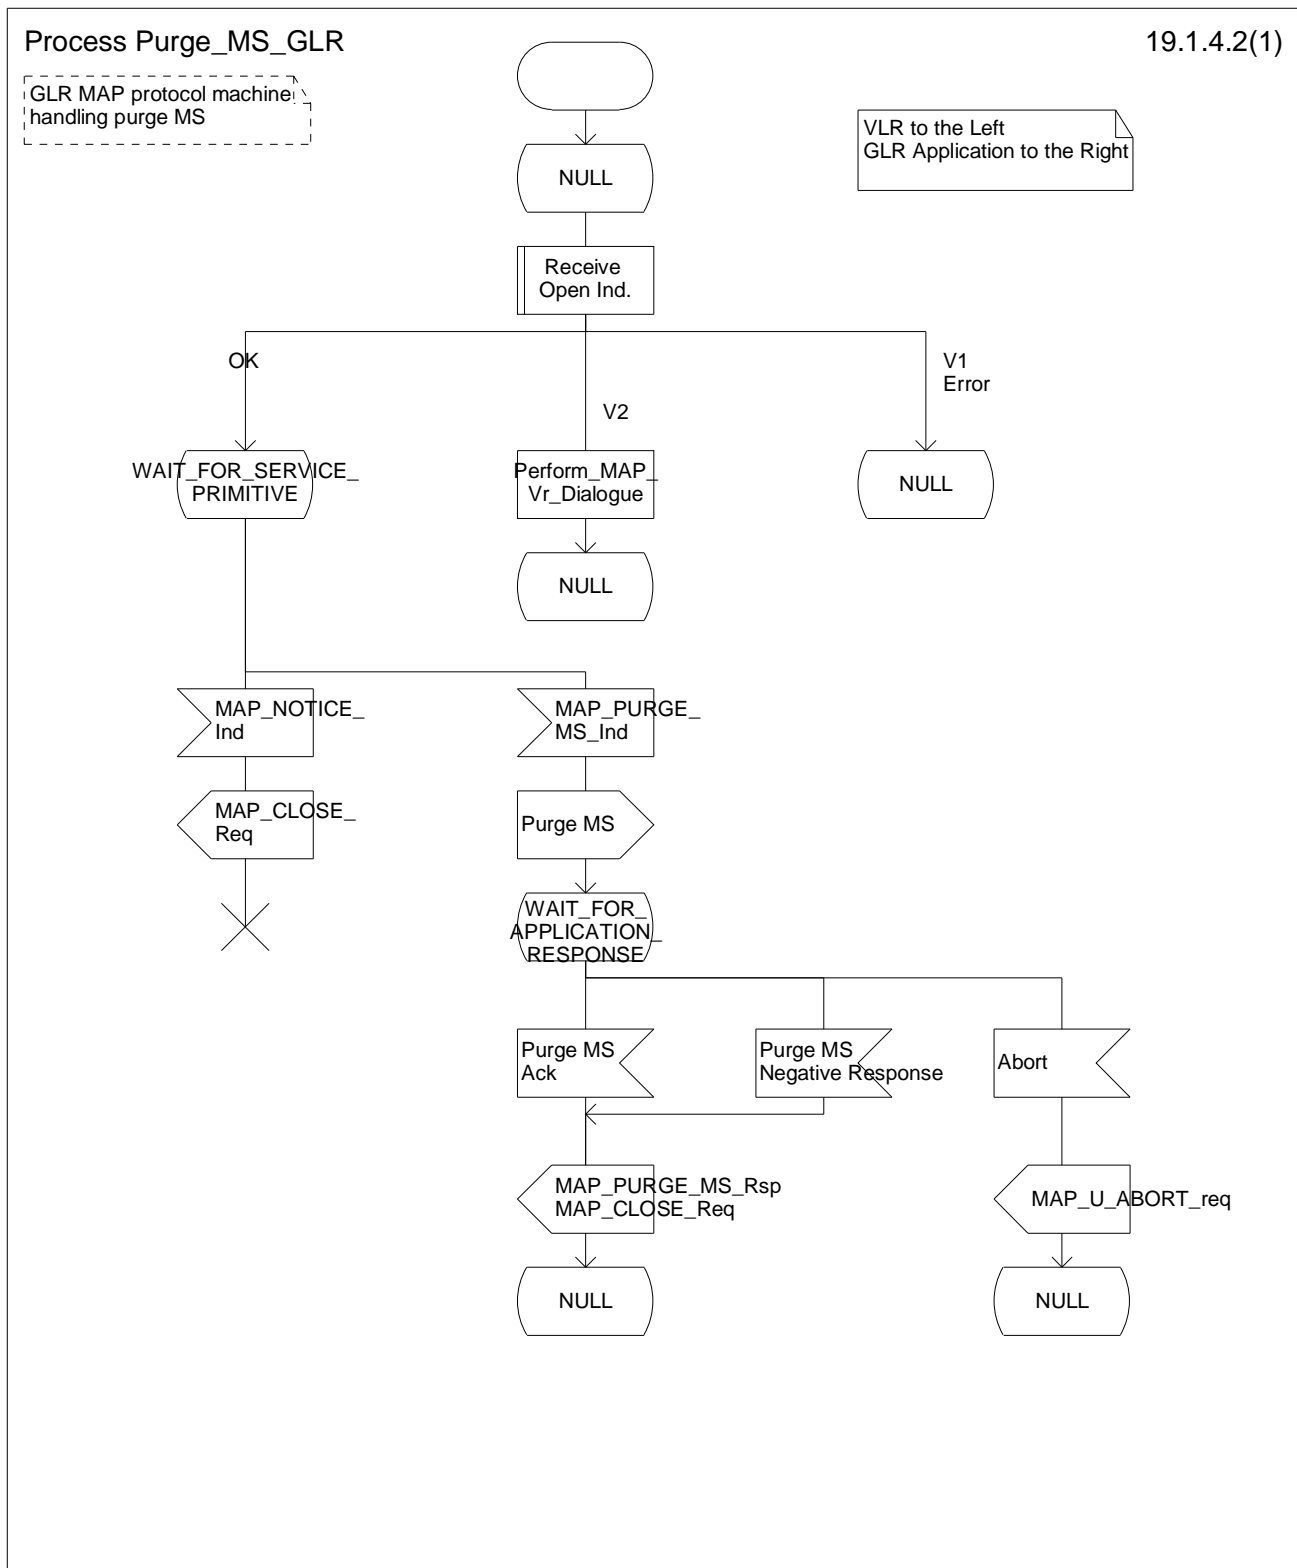 Process Purge_MS_GLR
19.1.4.2(1)
GLR MAP protocol machine
handling purge MS
VLR to the Left
GLR Application to the Right
NULL
Receive
Open Ind.
OK
V2
V1
Error
WAIT_FOR_SERVICE_
PRIMITIVE
Perform_MAP_
Vr_Dialogue
NULL
NULL
MAP_NOTICE_
Ind
MAP_PURGE_
MS_Ind
MAP_CLOSE_
Req
Purge MS
WAIT_FOR_
APPLICATION_
RESPONSE
Purge MS
Ack
Purge MS
Negative Response
Abort
MAP_PURGE_MS_Rsp
MAP_CLOSE_Req
MAP_U_ABORT_req
NULL
NULL